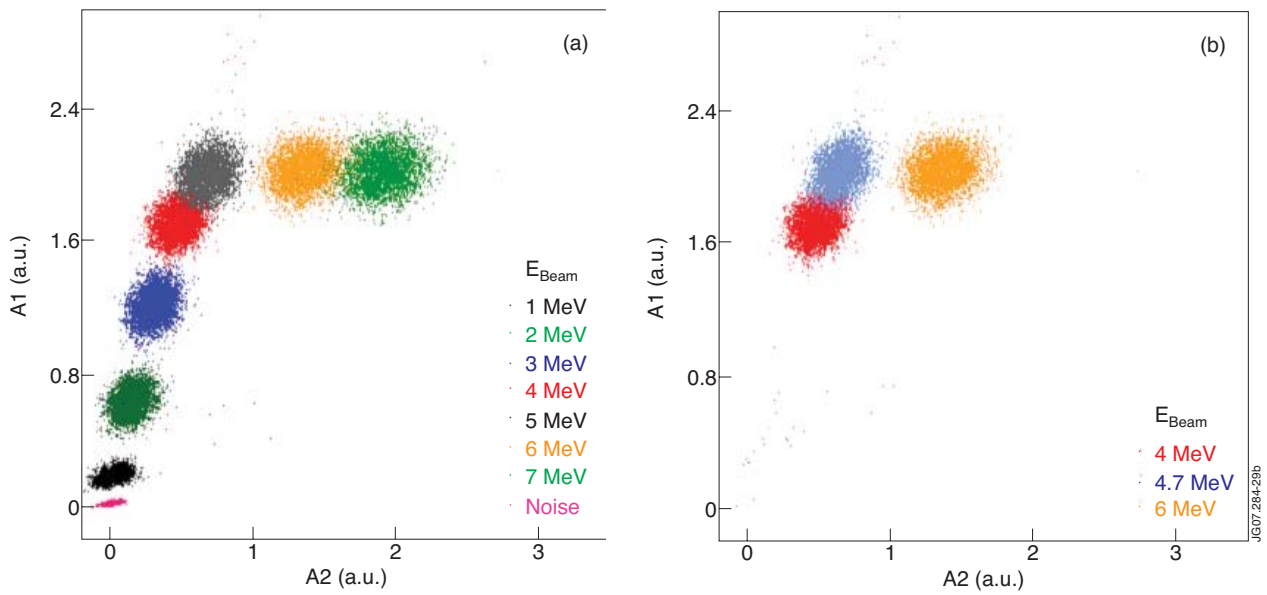 (a)
2.4
1.6
0.8
0
A1 (a.u.)
E_Beam
1 MeV
2 MeV
3 MeV
4 MeV
5 MeV
6 MeV
7 MeV
Noise
0 1 2 3
A2 (a.u.)
(b)
2.4
1.6
0.8
0
A1 (a.u.)
E_Beam
4 MeV
4.7 MeV
6 MeV
0 1 2 3
A2 (a.u.)
JG07.284-29b